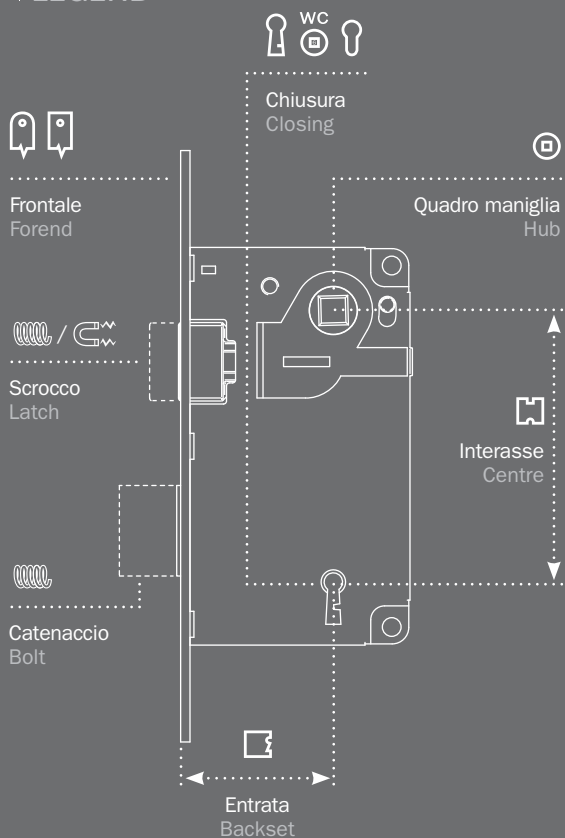 WC
Chiusura
Closing
Frontale
Forend
Quadro maniglia
Hub
Scrocco
Latch
Interasse
Centre
Catenaccio
Bolt
Entrata
Backset